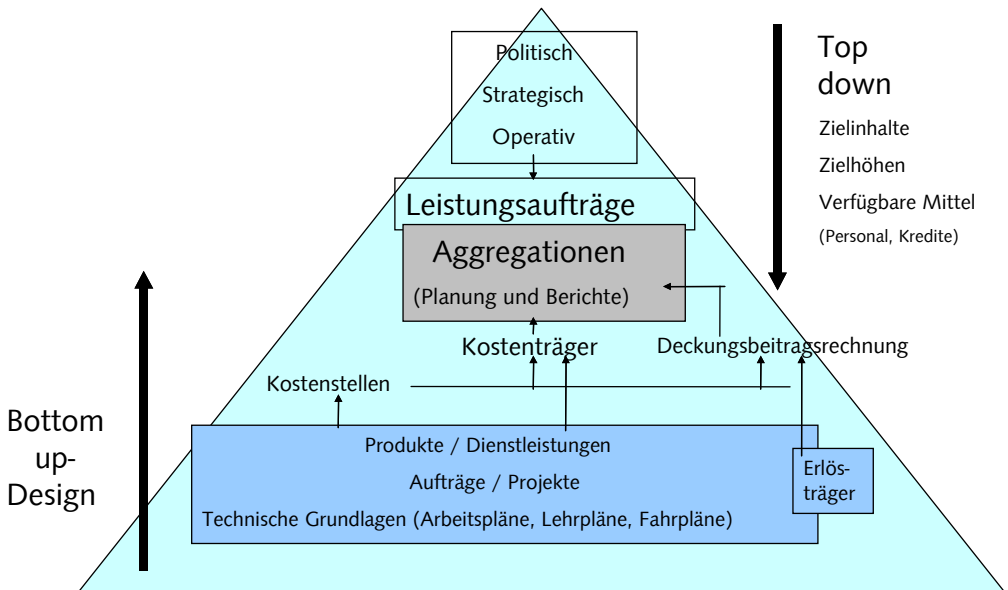 Politisch
Strategisch
Operativ
Leistungsaufträge
Aggregationen
(Planung und Berichte)
Kostenträger
Deckungsbeitragsrechnung
Kostenstellen
Produkte / Dienstleistungen
Aufträge / Projekte
Technische Grundlagen (Arbeitspläne, Lehrpläne, Fahrpläne)
Erlös-
träger
Top
down
Zielinhalte
Zielhöhen
Verfügbare Mittel
(Personal, Kredite)
Bottom
up-
Design